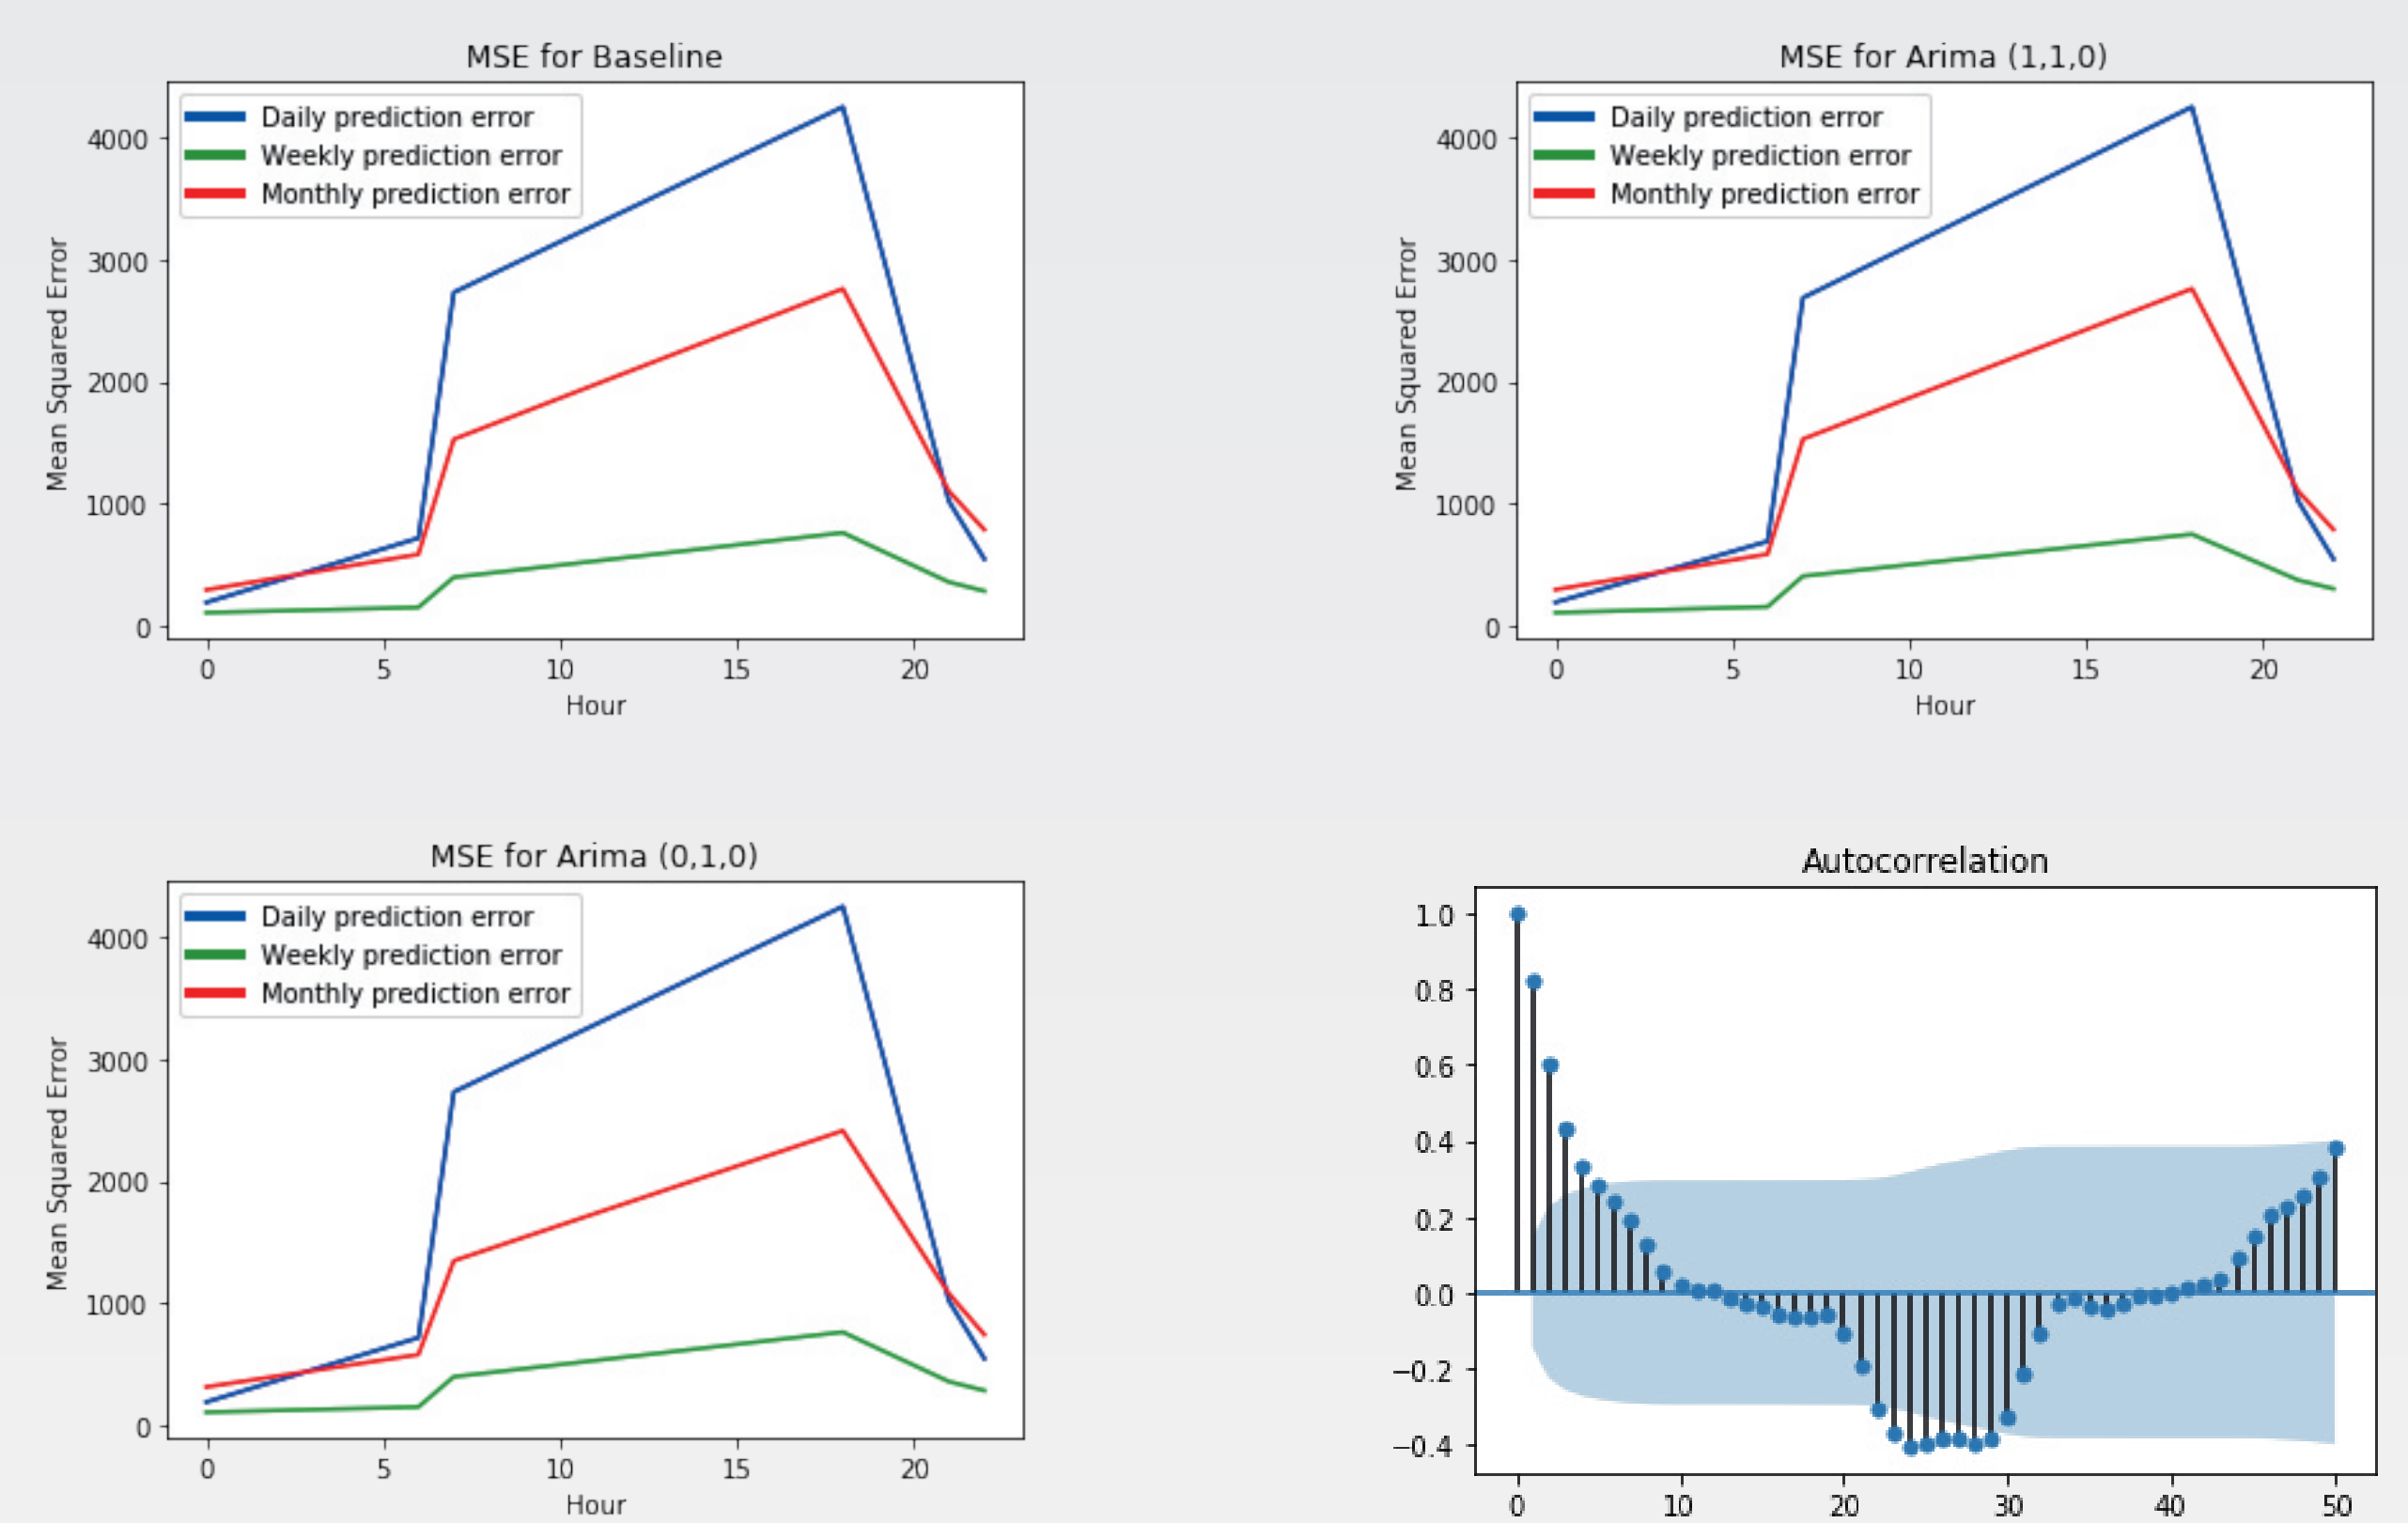 MSE for Baseline
Daily prediction error
Weekly prediction error
Monthly prediction error
4000
3000
2000
1000
0
Mean Squared Error
0 5 10 15 20
Hour
MSE for Arima (1,1,0)
Daily prediction error
Weekly prediction error
Monthly prediction error
4000
3000
2000
1000
0
Mean Squared Error
0 5 10 15 20
Hour
MSE for Arima (0,1,0)
Daily prediction error
Weekly prediction error
Monthly prediction error
4000
3000
2000
1000
0
Mean Squared Error
0 5 10 15 20
Hour
Autocorrelation
1.0
0.8
0.6
0.4
0.2
0.0
−0.2
−0.4
0 10 20 30 40 50